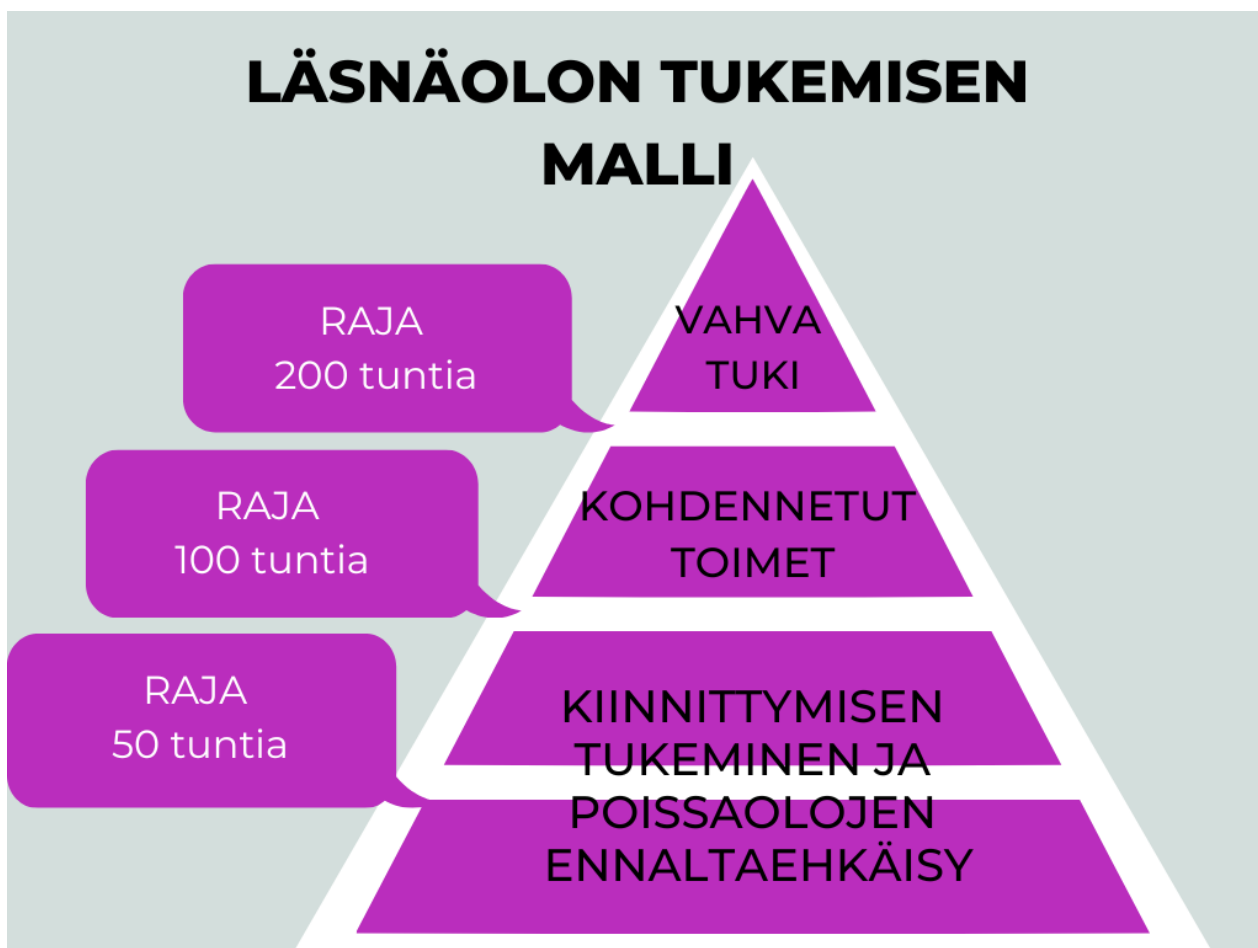 LÄSNÄOLON TUKEMISEN
MALLI
RAJA
200 tuntia
VAHVA
TUKI
RAJA
100 tuntia
KOHDENNETUT
TOIMET
RAJA
50 tuntia
KIINNITTYMISEN
TUKEMINEN JA
POISSAOLOJEN
ENNALTAEHKÄISY